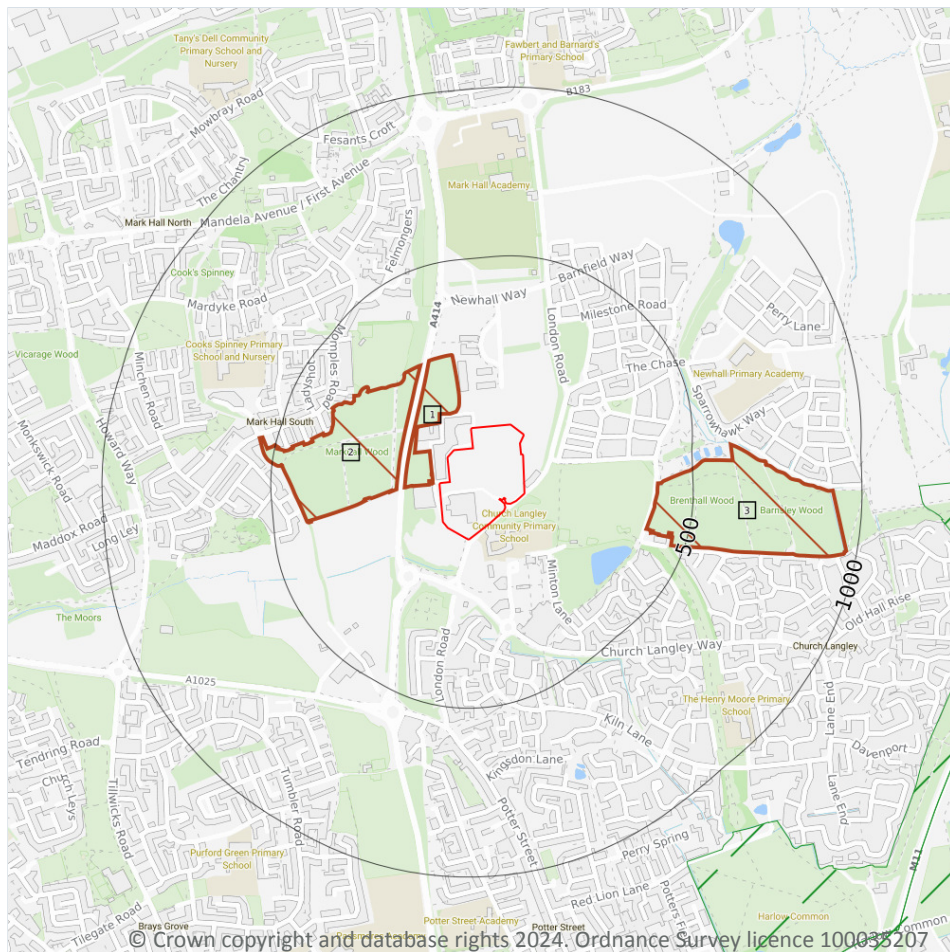 Tany's Dell Community
Primary School and
Nursery
Fawbert and Barnard's
Primary School
B183
Mowbray Road
Fesants Croft
The Chantry
Mandela Avenue / First Avenue
Mark Hall Academy
Mark Hall North
Felmongers
Cook's Spinney
Barnfield Way
Mardyke Road
Newhall Way
A414
Milestone Road
London Road
Perry Lane
Momples Road
Vicarage Wood
Cooks Spinney Primary
School and Nursery
Minchen Road
The Chase
Newhall Primary Academy
Sparrowhawk Way
Mark Hall South
1
2
Howard Way
Monkswick Road
Brenthall Wood
3
Barnsley Wood
Church Langley
Community Primary
School
Maddox Road
Long Ley
500
1000
Minton Lane
The Moors
Old Hall Rise
Church Langley Way
Church Langley
London Road
A1025
The Henry Moore Primary
School
Kiln Lane
Tendring Road
Church Leys
Tillwicks Road
Tumbler Road
Kingsdon Lane
Davenport
Lane End
Lane End
Potter Street
Perry Spring
M11
Purford Green Primary
School
Red Lion Lane
Tilegate Road
Brays Grove
Potter Street Academy
Potter Street
Harlow Common
© Crown copyright and database rights 2024. Ordnance Survey licence 100035207